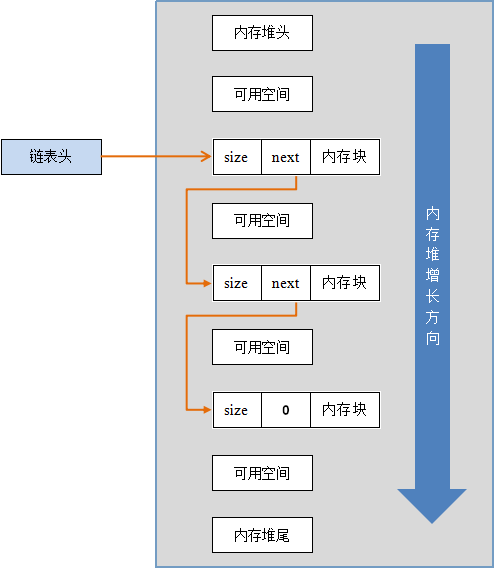 内存堆头
可用空间
链表头
size next 内存块
可用空间
size next 内存块
可用空间
size 0 内存块
可用空间
内存堆尾
内存堆增长方向